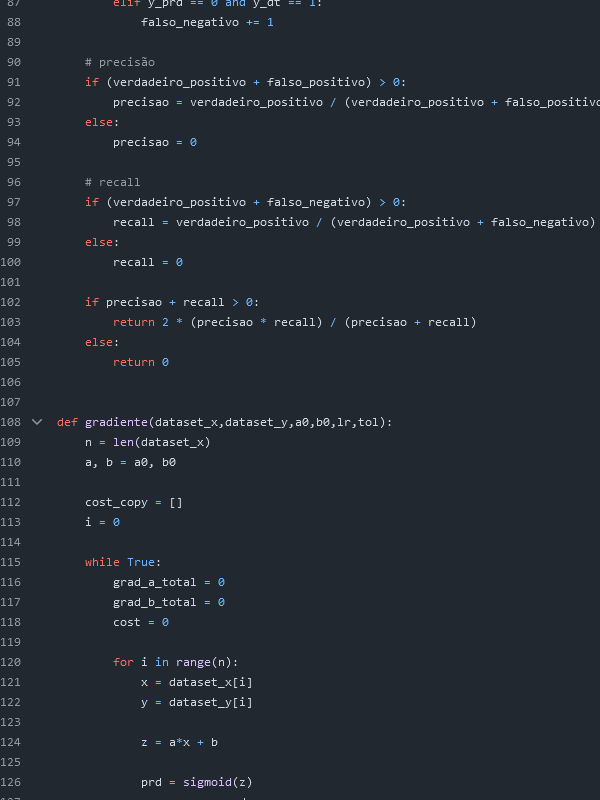 87 elif y_prd == 0 and y_dt == 1:
88 falso_negativo += 1
89
90 # precisão
91 if (verdadeiro_positivo + falso_positivo) > 0:
92 precisao = verdadeiro_positivo / (verdadeiro_positivo + falso_positivo
93 else:
94 precisao = 0
95
96 # recall
97 if (verdadeiro_positivo + falso_negativo) > 0:
98 recall = verdadeiro_positivo / (verdadeiro_positivo + falso_negativo)
99 else:
100 recall = 0
101
102 if precisao + recall > 0:
103 return 2 * (precisao * recall) / (precisao + recall)
104 else:
105 return 0
106
107
108 def gradiente(dataset_x,dataset_y,a0,b0,lr,tol):
109 n = len(dataset_x)
110 a, b = a0, b0
111
112 cost_copy = []
113 i = 0
114
115 while True:
116 grad_a_total = 0
117 grad_b_total = 0
118 cost = 0
119
120 for i in range(n):
121 x = dataset_x[i]
122 y = dataset_y[i]
123
124 z = a*x + b
125
126 prd = sigmoid(z)